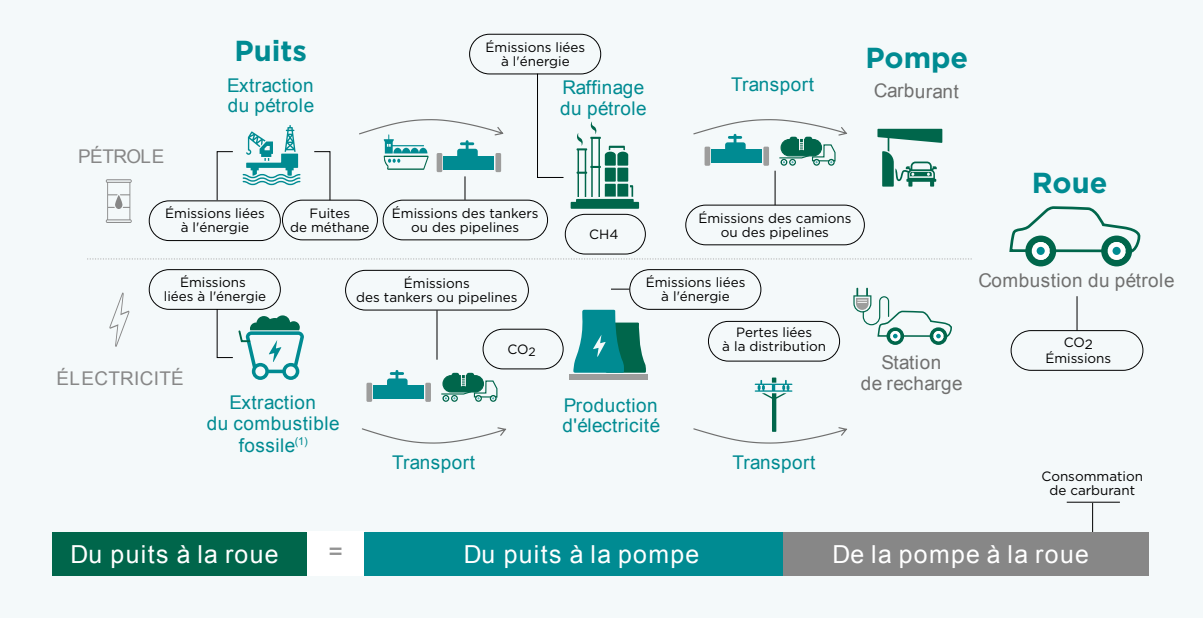 Puits
Extraction
du pétrole
Émissions liées
à l'énergie
Raffinage
du pétrole
Transport
Pompe
Carburant
PÉTROLE
Émissions liées
à l'énergie
Fuites
de méthane
Émissions des tankers
ou des pipelines
CH4
Émissions des camions
ou des pipelines
Roue
Combustion du pétrole
CO2
Émissions
ÉLECTRICITÉ
Émissions
liées à l'énergie
Extraction
du combustible
fossile(1)
Émissions
des tankers ou pipelines
Transport
CO2
Émissions liées
à l'énergie
Production
d'électricité
Pertes liées
à la distribution
Transport
Station
de recharge
Consommation
de carburant
Du puits à la roue
=
Du puits à la pompe
De la pompe à la roue